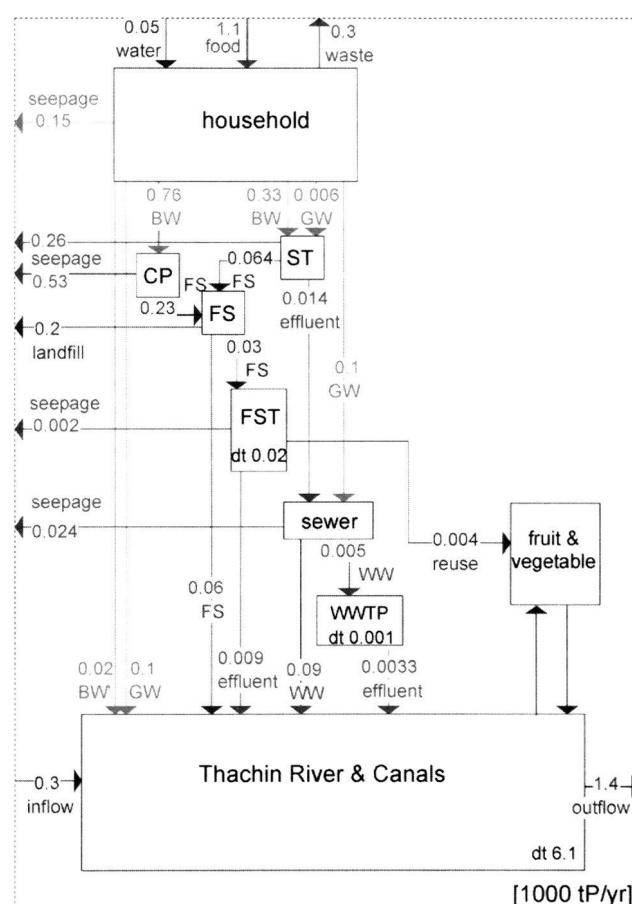 0.05
water
1.1
food
0.3
waste
household
seepage
0.15
0.76
BW
0.33
BW
0.006
GW
0.26
ST
0.064
FS
seepage
0.53
CP
FS
0.23
FS
0.014
effluent
0.2
landfill
0.03
FS
0.1
GW
seepage
0.002
FST
dt 0.02
seepage
0.024
sewer
0.004
reuse
fruit &
vegetable
0.005
WW
WWTP
dt 0.001
0.06
FS
0.02
BW
0.1
GW
0.009
effluent
0.09
WW
0.0033
effluent
Thachin River & Canals
0.3
inflow
1.4
outflow
dt 6.1
[1000 tP/yr]